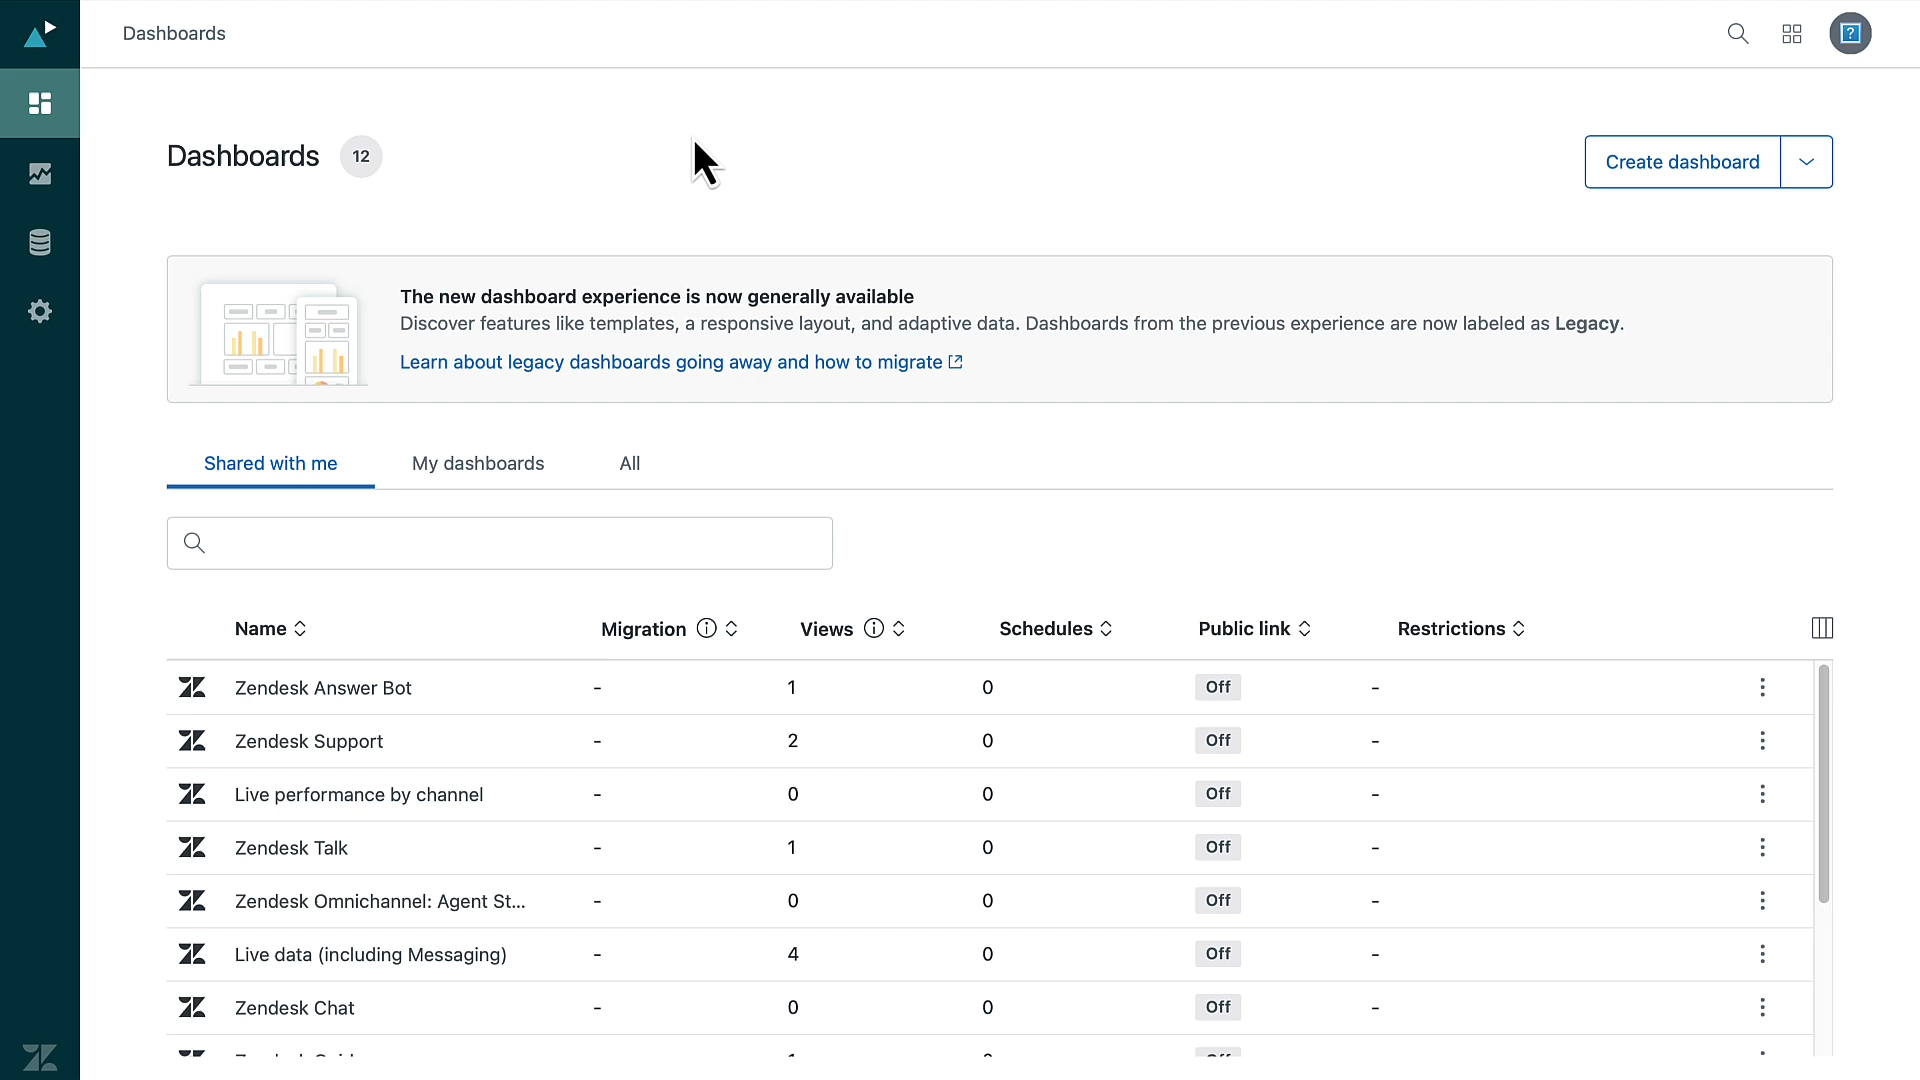 Dashboards
Dashboards 12
Create dashboard
The new dashboard experience is now generally available
Discover features like templates, a responsive layout, and adaptive data. Dashboards from the previous experience are now labeled as Legacy.
Learn about legacy dashboards going away and how to migrate
Shared with me My dashboards All
Name Migration Views Schedules Public link Restrictions
Zendesk Answer Bot - 1 0 Off -
Zendesk Support - 2 0 Off -
Live performance by channel - 0 0 Off -
Zendesk Talk - 1 0 Off -
Zendesk Omnichannel: Agent St... - 0 0 Off -
Live data (including Messaging) - 4 0 Off -
Zendesk Chat - 0 0 Off -